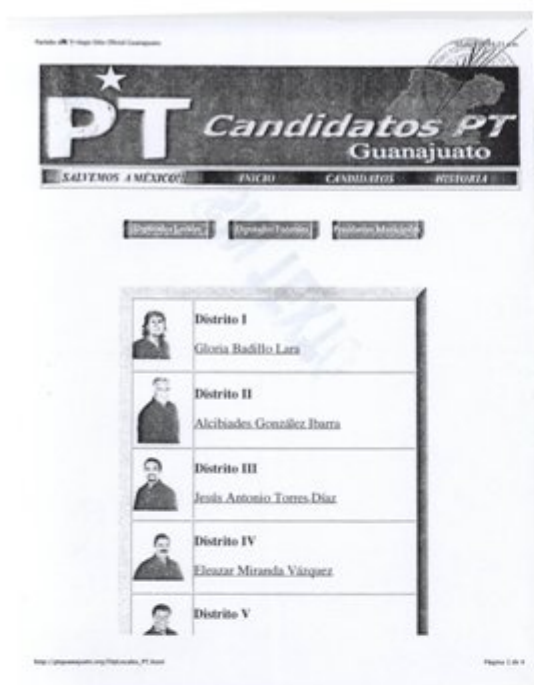 PT
Candidatos PT
Guanajuato
SALVEMOS A MÉXICO!
INICIO
CANDIDATOS
HISTORIA
Distrito I
Gloria Badillo Lara
Distrito II
Alcibiades González Ibarra
Distrito III
Jesús Antonio Torres Díaz
Distrito IV
Eleazar Miranda Vázquez
Distrito V